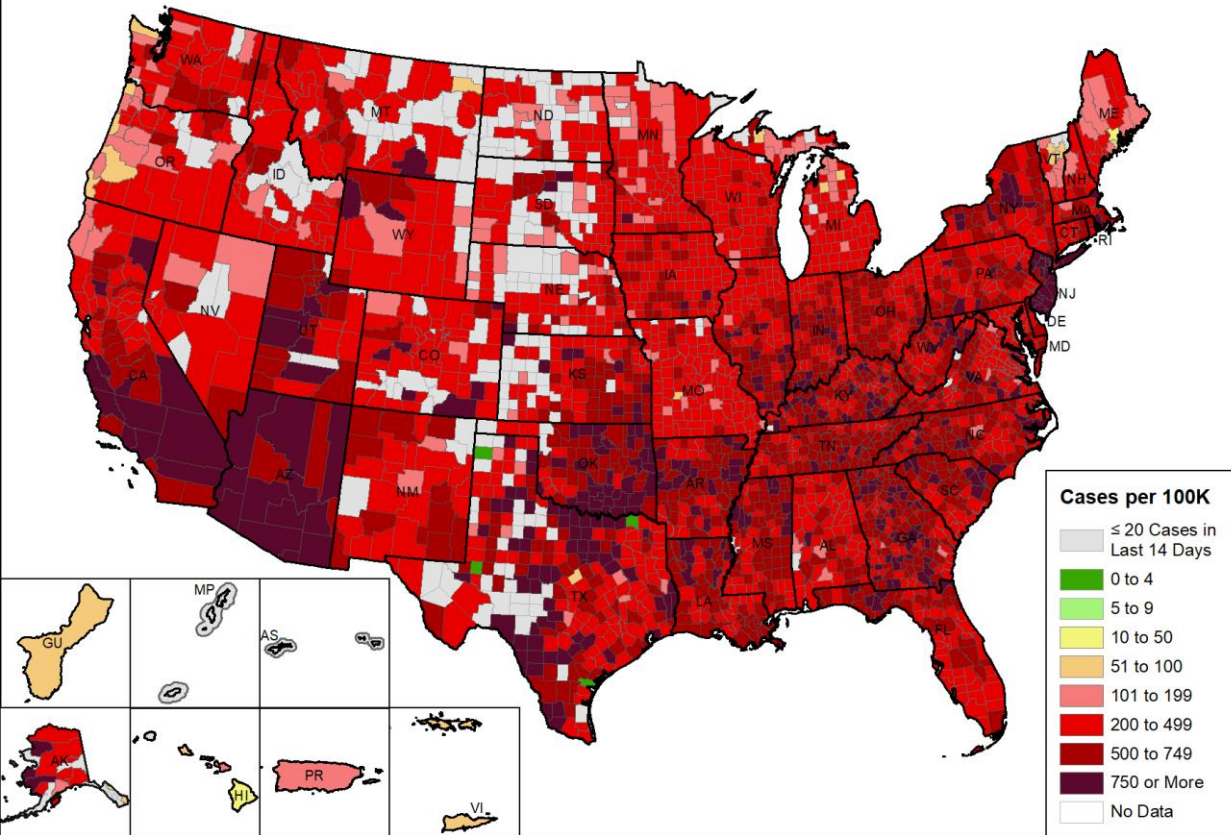 WA
MT
ND
MN
ME
OR
ID
SD
WI
VT
NH
NY
MA
CT
RI
WY
MI
IA
PA
NJ
NE
NV
UT
CO
IL
IN
OH
DE
MD
WV
VA
CA
KS
MO
KY
AZ
NM
OK
AR
TN
NC
SC
MS
AL
GA
TX
LA
FL
GU
MP
AS
AK
HI
PR
VI
Cases per 100K
≤ 20 Cases in
Last 14 Days
0 to 4
5 to 9
10 to 50
51 to 100
101 to 199
200 to 499
500 to 749
750 or More
No Data